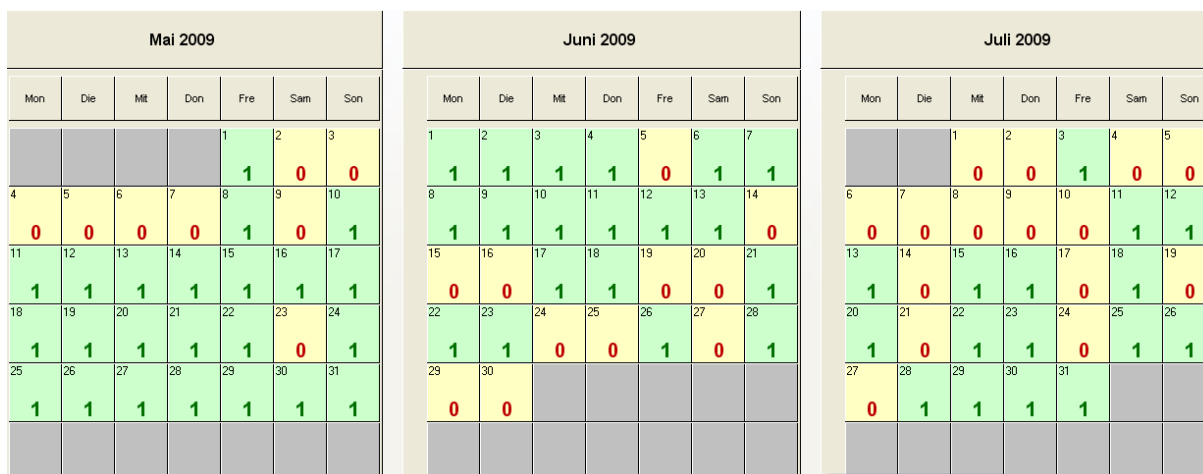 Mai 2009
Mon Die Mit Don Fre Sam Son
1 2 3
1 0 0
4 5 6 7 8 9 10
0 0 0 0 1 0 1
11 12 13 14 15 16 17
1 1 1 1 1 1 1
18 19 20 21 22 23 24
1 1 1 1 1 0 1
25 26 27 28 29 30 31
1 1 1 1 1 1 1
Juni 2009
Mon Die Mit Don Fre Sam Son
1 2 3 4 5 6 7
1 1 1 1 0 1 1
8 9 10 11 12 13 14
1 1 1 1 1 1 0
15 16 17 18 19 20 21
0 0 1 1 0 0 1
22 23 24 25 26 27 28
1 1 0 0 1 0 1
29 30
0 0
Juli 2009
Mon Die Mit Don Fre Sam Son
1 2 3 4 5
0 0 1 0 0
6 7 8 9 10 11 12
0 0 0 0 0 1 1
13 14 15 16 17 18 19
1 0 1 1 0 1 0
20 21 22 23 24 25 26
1 0 1 1 0 1 1
27 28 29 30 31
0 1 1 1 1